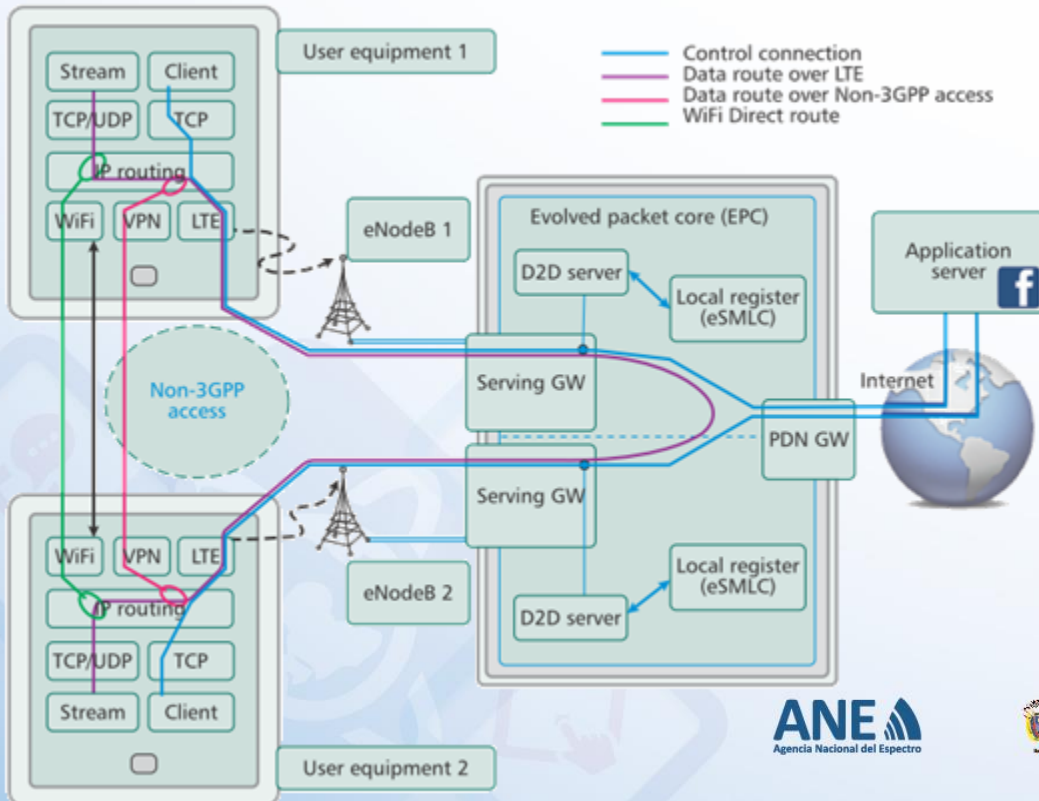 User equipment 1
Stream
Client
TCP/UDP
TCP
IP routing
WiFi
VPN
LTE
Control connection
Data route over LTE
Data route over Non-3GPP access
WiFi Direct route
eNodeB 1
Evolved packet core (EPC)
D2D server
Local register
(eSMLC)
Serving GW
Application
server
f
Internet
PDN GW
Non-3GPP
access
Serving GW
eNodeB 2
Local register
(eSMLC)
D2D server
WiFi
VPN
LTE
IP routing
TCP/UDP
TCP
Stream
Client
User equipment 2
ANE
Agencia Nacional del Espectro